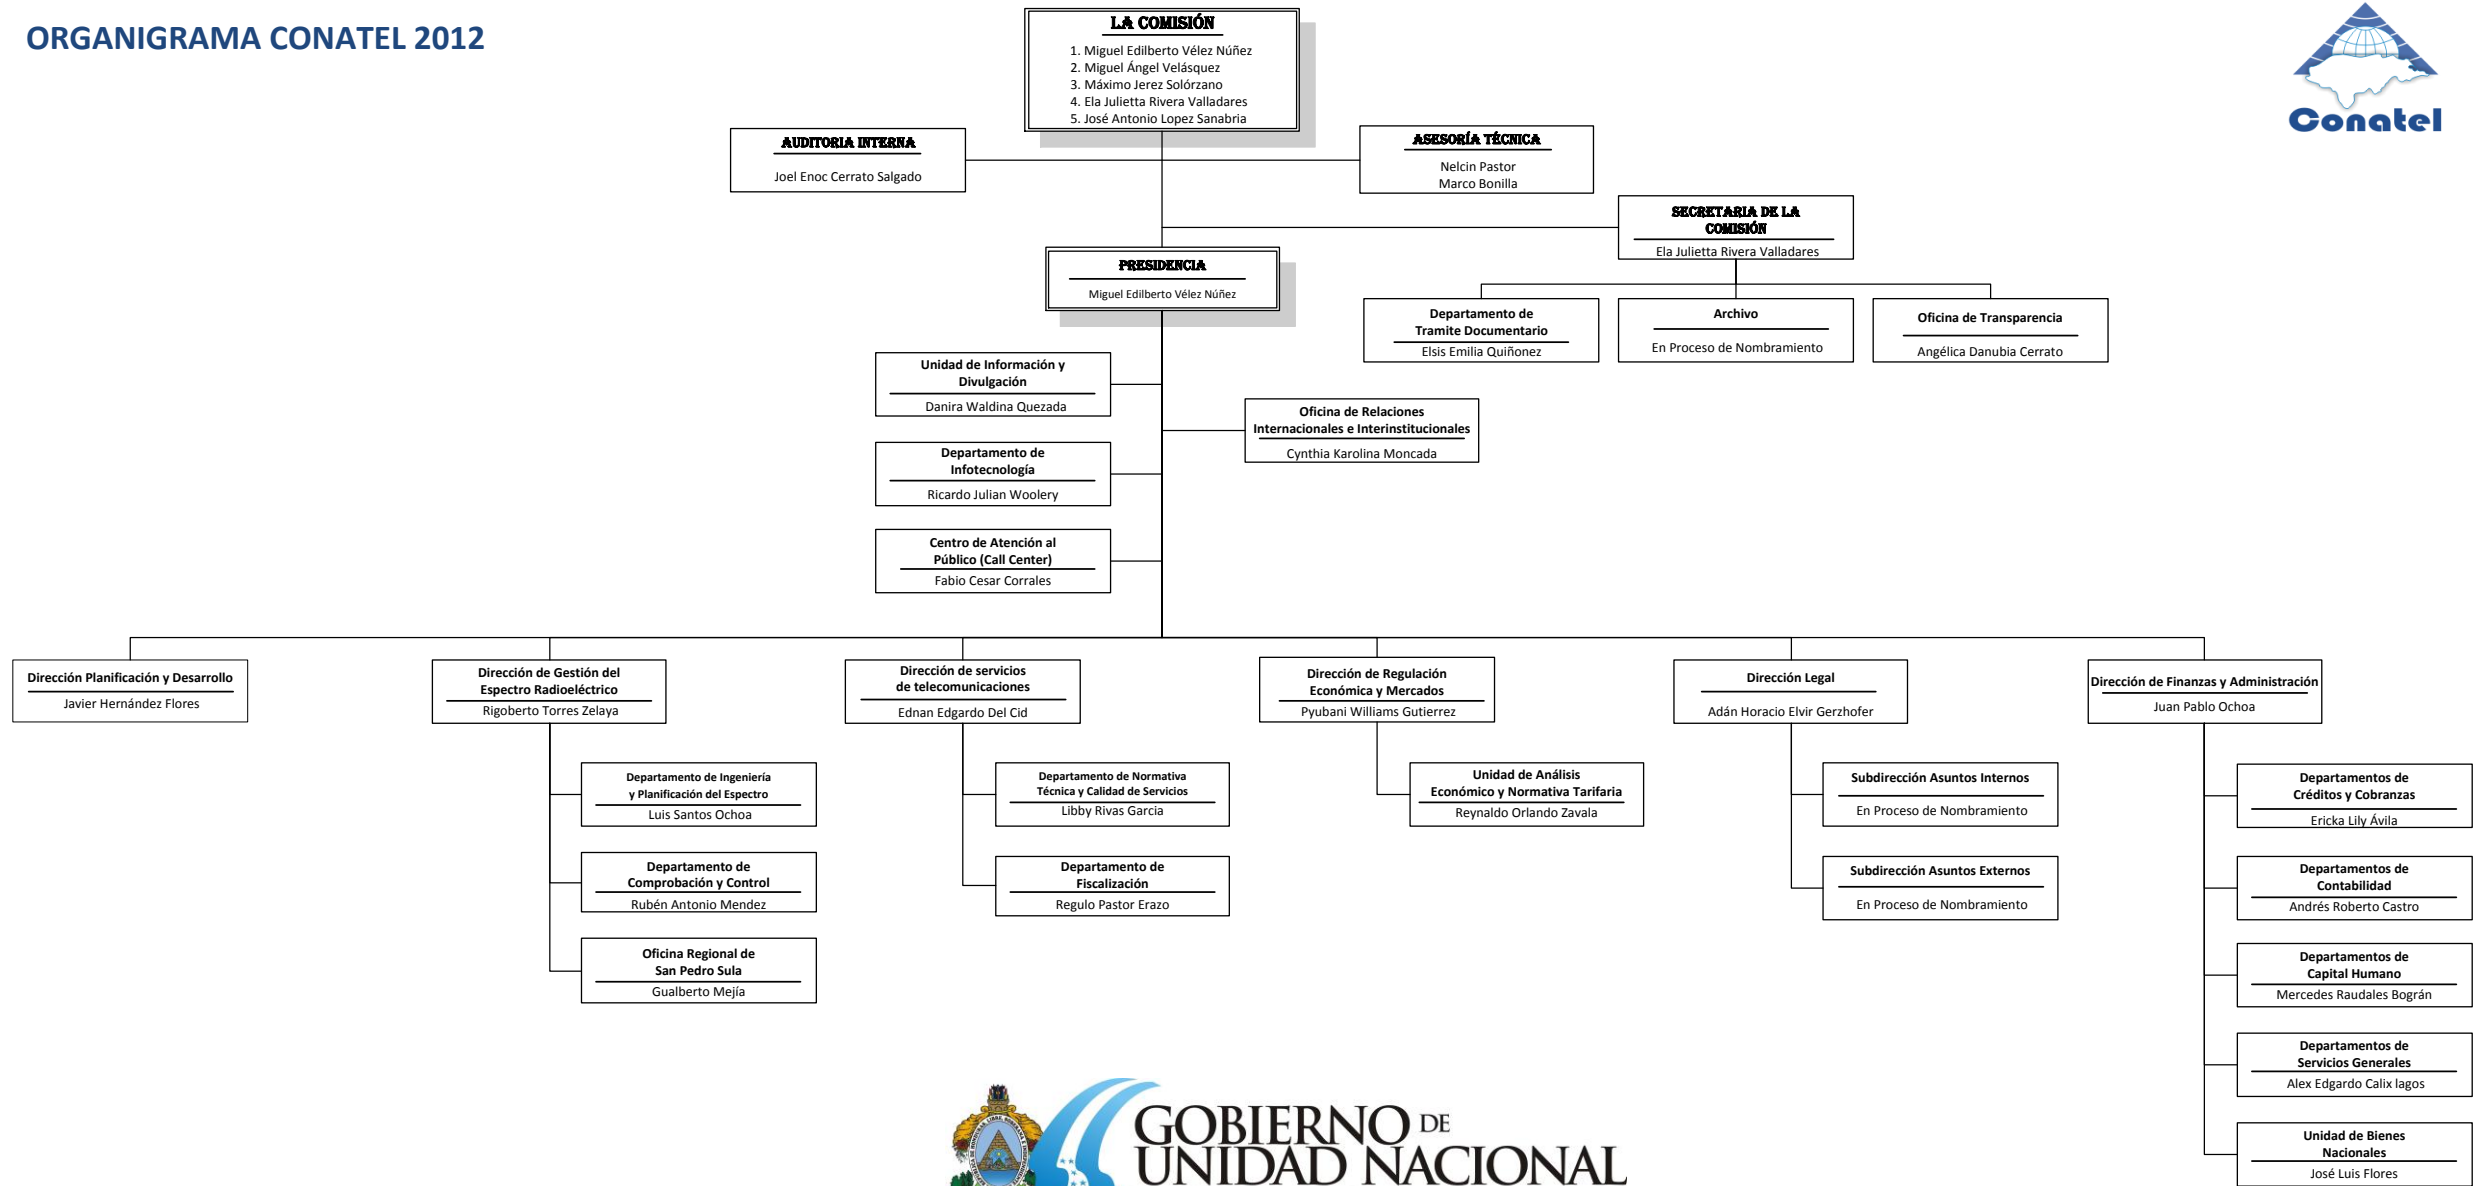 ORGANIGRAMA CONATEL 2012
LA COMISIÓN
1. Miguel Edilberto Vélez Núñez
2. Miguel Ángel Velásquez
3. Máximo Jerez Solórzano
4. Ela Julietta Rivera Valladares
5. José Antonio Lopez Sanabria
Conatel
AUDITORIA INTERNA
Joel Enoc Cerrato Salgado
ASESORÍA TÉCNICA
Nelcin Pastor
Marco Bonilla
SECRETARIA DE LA
COMISIÓN
Ela Julietta Rivera Valladares
PRESIDENCIA
Miguel Edilberto Vélez Núñez
Departamento de
Tramite Documentario
Elsis Emilia Quiñonez
Archivo
En Proceso de Nombramiento
Oficina de Transparencia
Angélica Danubia Cerrato
Unidad de Información y
Divulgación
Danira Waldina Quezada
Oficina de Relaciones
Internacionales e Interinstitucionales
Cynthia Karolina Moncada
Departamento de
Infotecnología
Ricardo Julian Woolery
Centro de Atención al
Público (Call Center)
Fabio Cesar Corrales
Dirección Planificación y Desarrollo
Javier Hernández Flores
Dirección de Gestión del
Espectro Radioeléctrico
Rigoberto Torres Zelaya
Dirección de servicios
de telecomunicaciones
Ednan Edgardo Del Cid
Dirección de Regulación
Económica y Mercados
Pyubani Williams Gutierrez
Dirección Legal
Adán Horacio Elvir Gerzhofer
Dirección de Finanzas y Administración
Juan Pablo Ochoa
Departamento de Ingeniería
y Planificación del Espectro
Luis Santos Ochoa
Departamento de
Comprobación y Control
Rubén Antonio Mendez
Oficina Regional de
San Pedro Sula
Gualberto Mejía
Departamento de Normativa
Técnica y Calidad de Servicios
Libby Rivas Garcia
Departamento de
Fiscalización
Regulo Pastor Erazo
Unidad de Análisis
Económico y Normativa Tarifaria
Reynaldo Orlando Zavala
Subdirección Asuntos Internos
En Proceso de Nombramiento
Subdirección Asuntos Externos
En Proceso de Nombramiento
Departamentos de
Créditos y Cobranzas
Ericka Lily Ávila
Departamentos de
Contabilidad
Andrés Roberto Castro
Departamentos de
Capital Humano
Mercedes Raudales Bográn
Departamentos de
Servicios Generales
Alex Edgardo Calix lagos
Unidad de Bienes
Nacionales
José Luis Flores
GOBIERNO DE
UNIDAD NACIONAL